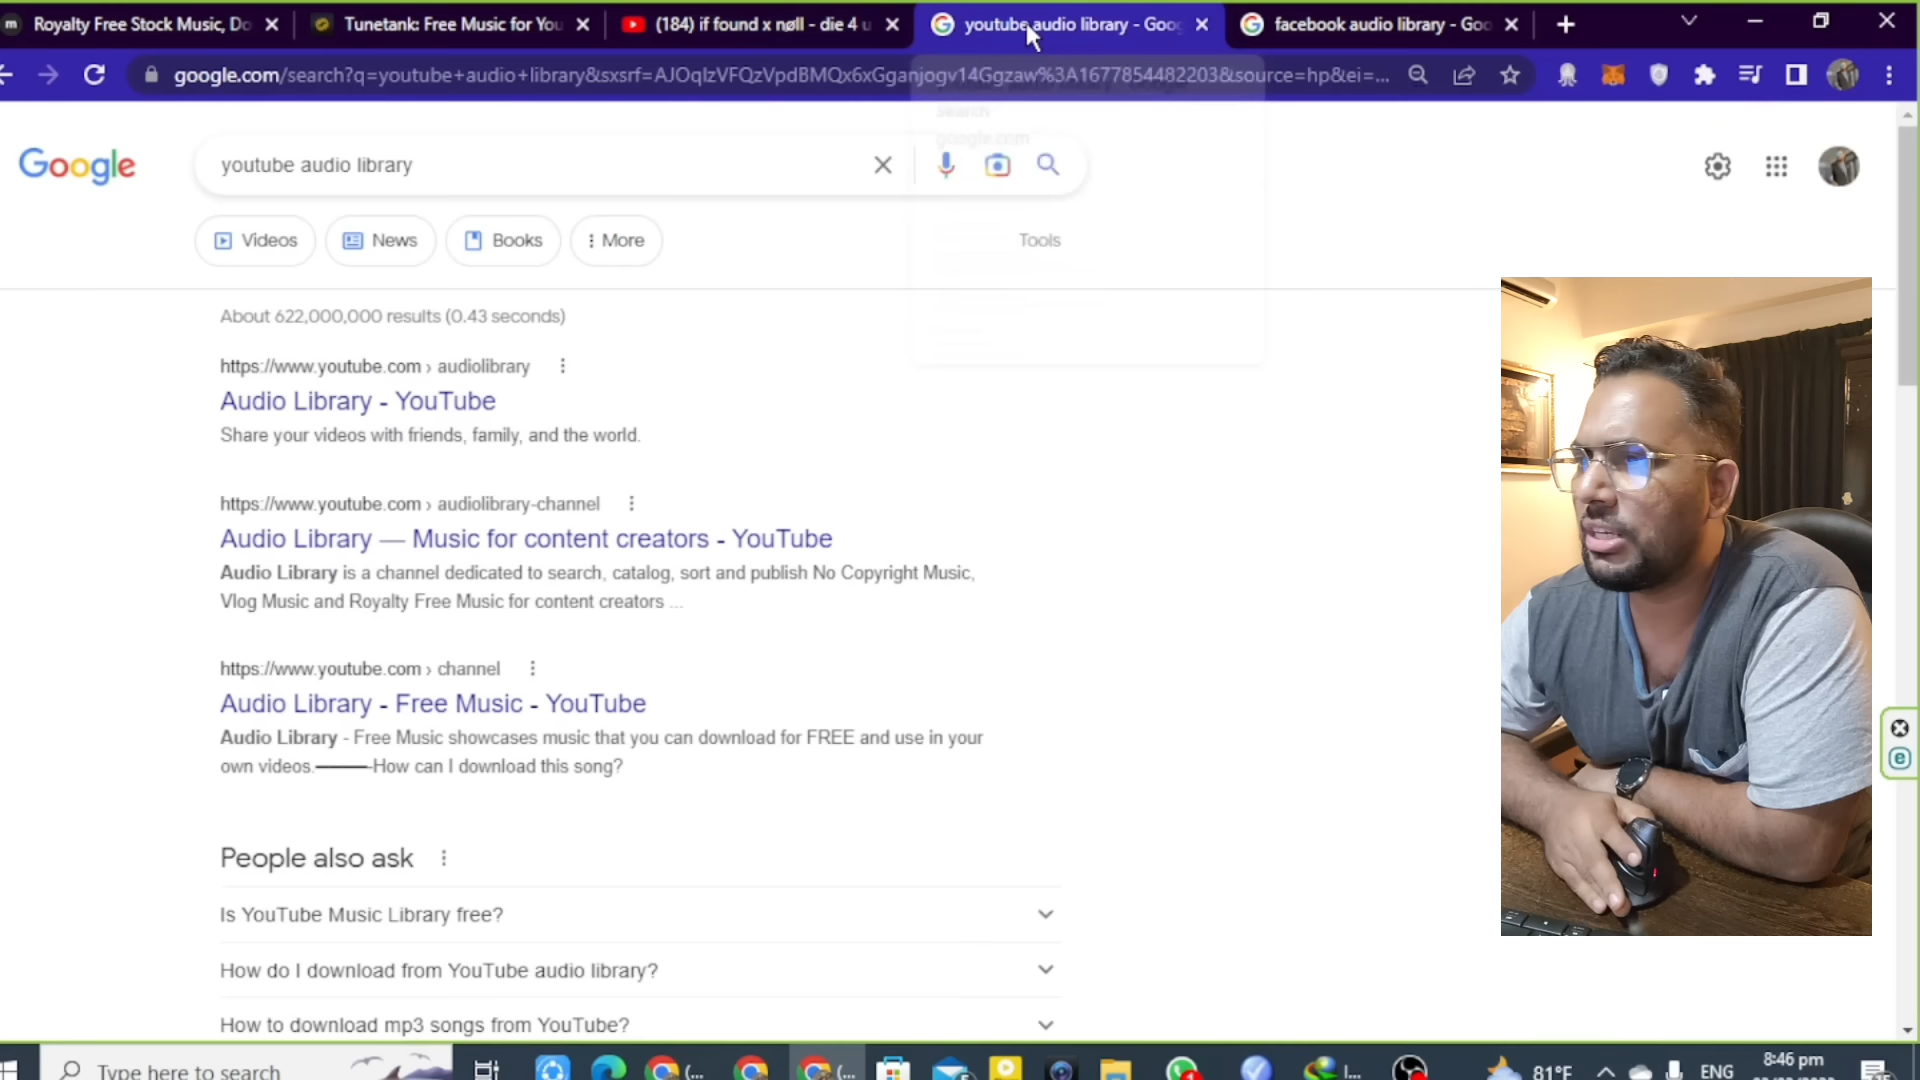 Royalty Free Stock Music, Do
Tunetank: Free Music for You
(184) if found x nøll - die 4 u
youtube audio library - Goog
facebook audio library - Goo
google.com/search?q=youtube+audio+library&sxsrf=AJOqlzVFQzVpdBMQx6xGganjogv14Ggzaw%3A1677854482203&source=hp&ei=...
Search
google.com
Google
youtube audio library
Videos
News
Books
More
Tools
About 622,000,000 results (0.43 seconds)
https://www.youtube.com › audiolibrary
Audio Library - YouTube
Share your videos with friends, family, and the world.
https://www.youtube.com › audiolibrary-channel
Audio Library — Music for content creators - YouTube
Audio Library is a channel dedicated to search, catalog, sort and publish No Copyright Music,
Vlog Music and Royalty Free Music for content creators ...
https://www.youtube.com › channel
Audio Library - Free Music - YouTube
Audio Library - Free Music showcases music that you can download for FREE and use in your
own videos.———-How can I download this song?
People also ask
Is YouTube Music Library free?
How do I download from YouTube audio library?
How to download mp3 songs from YouTube?
Type here to search
(...
(...
I...
81°F
ENG
8:46 pm